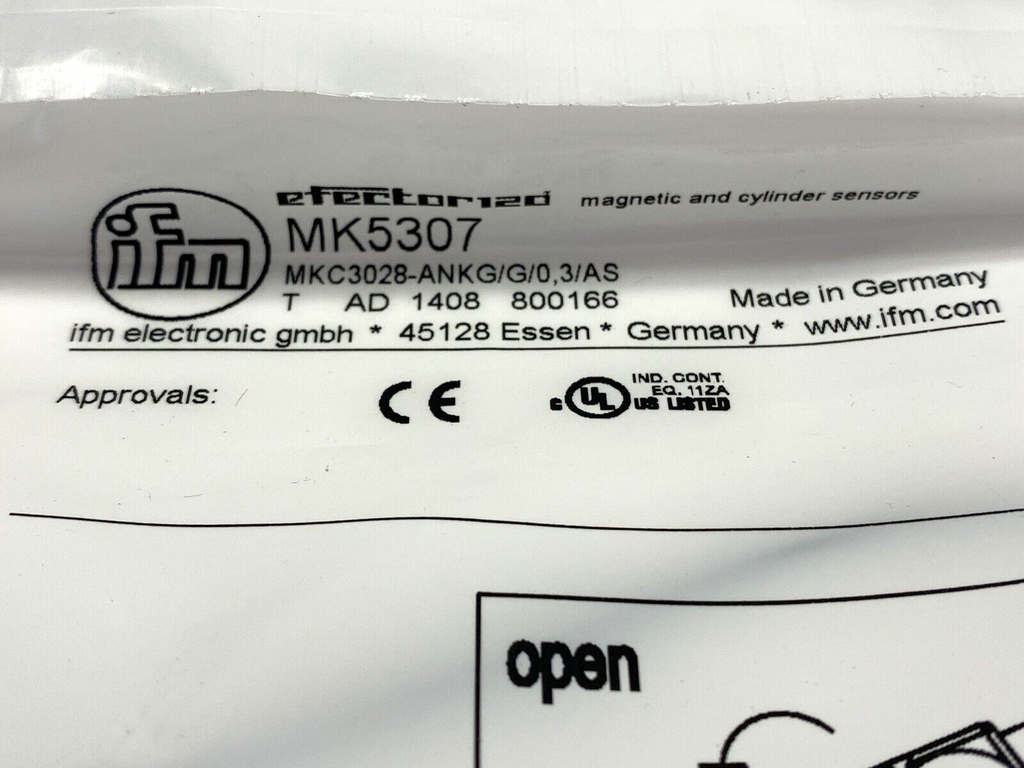 ifm
efector120 magnetic and cylinder sensors
MK5307
MKC3028-ANKG/G/0,3/AS
T AD 1408 800166 Made in Germany
ifm electronic gmbh * 45128 Essen * Germany * www.ifm.com
Approvals: CE c UL US LISTED IND. CONT. EQ. 11ZA
open